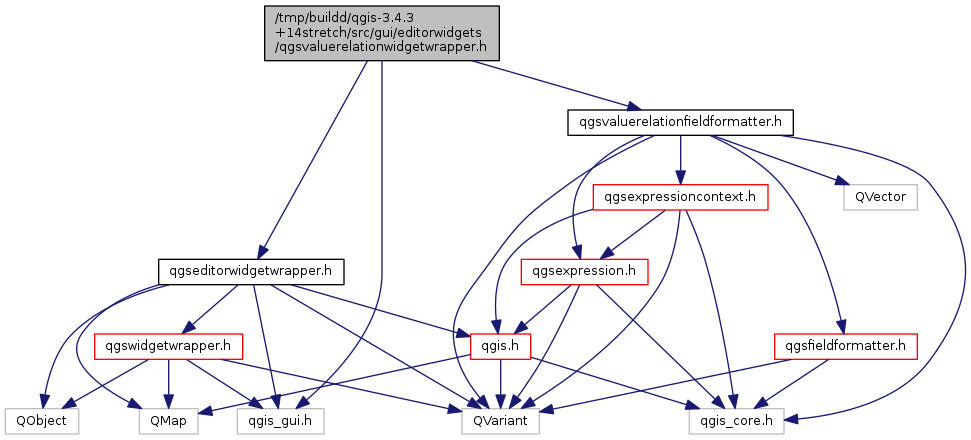 /tmp/buildd/qgis-3.4.3
+14stretch/src/gui/editorwidgets
/qgsvaluerelationwidgetwrapper.h
qgsvaluerelationfieldformatter.h
qgsexpressioncontext.h
QVector
qgseditorwidgetwrapper.h
qgsexpression.h
qgswidgetwrapper.h
qgis.h
qgsfieldformatter.h
QObject
QMap
qgis_gui.h
QVariant
qgis_core.h